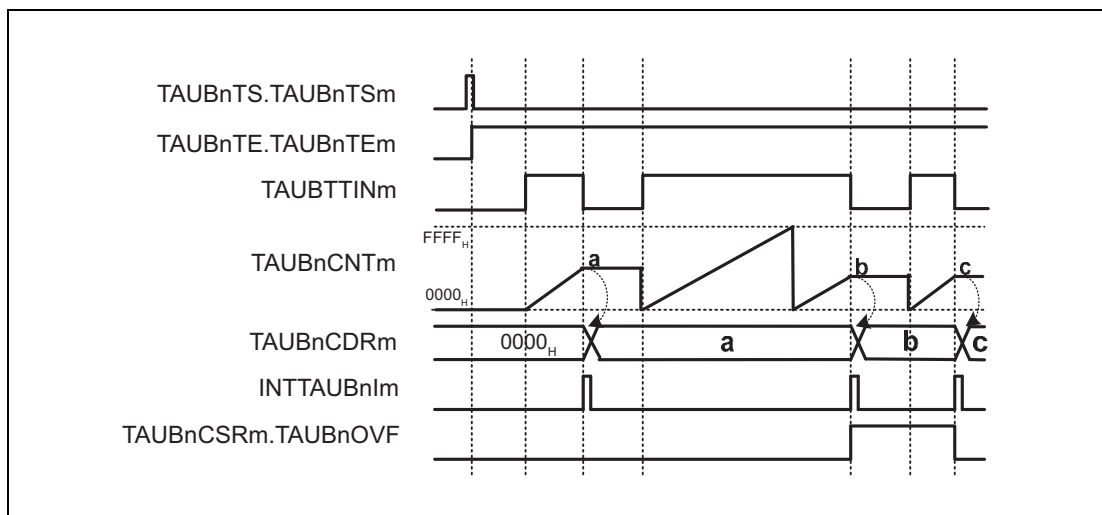 TAUBnTS.TAUBnTSm
TAUBnTE.TAUBnTEm
TAUBTTINm
FFFFH
TAUBnCNTm
a
b
c
0000H
TAUBnCDRm
0000H
a
b
c
INTTAUBnIm
TAUBnCSRm.TAUBnOVF